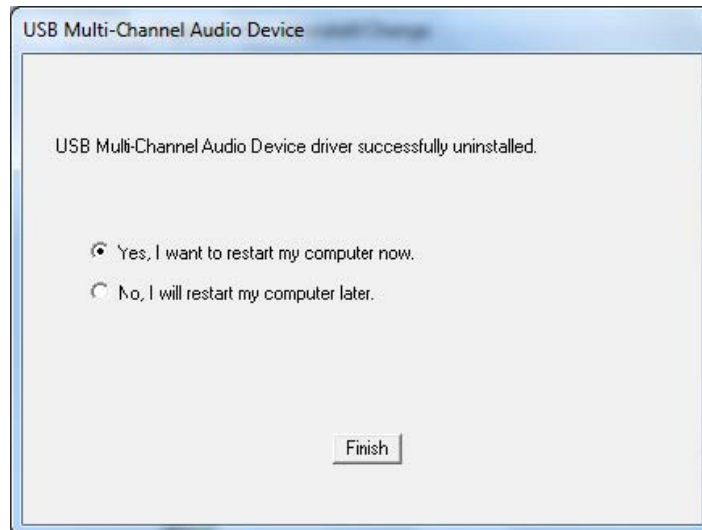 USB Multi-Channel Audio Device
USB Multi-Channel Audio Device driver successfully uninstalled.
Yes, I want to restart my computer now.
No, I will restart my computer later.
Finish